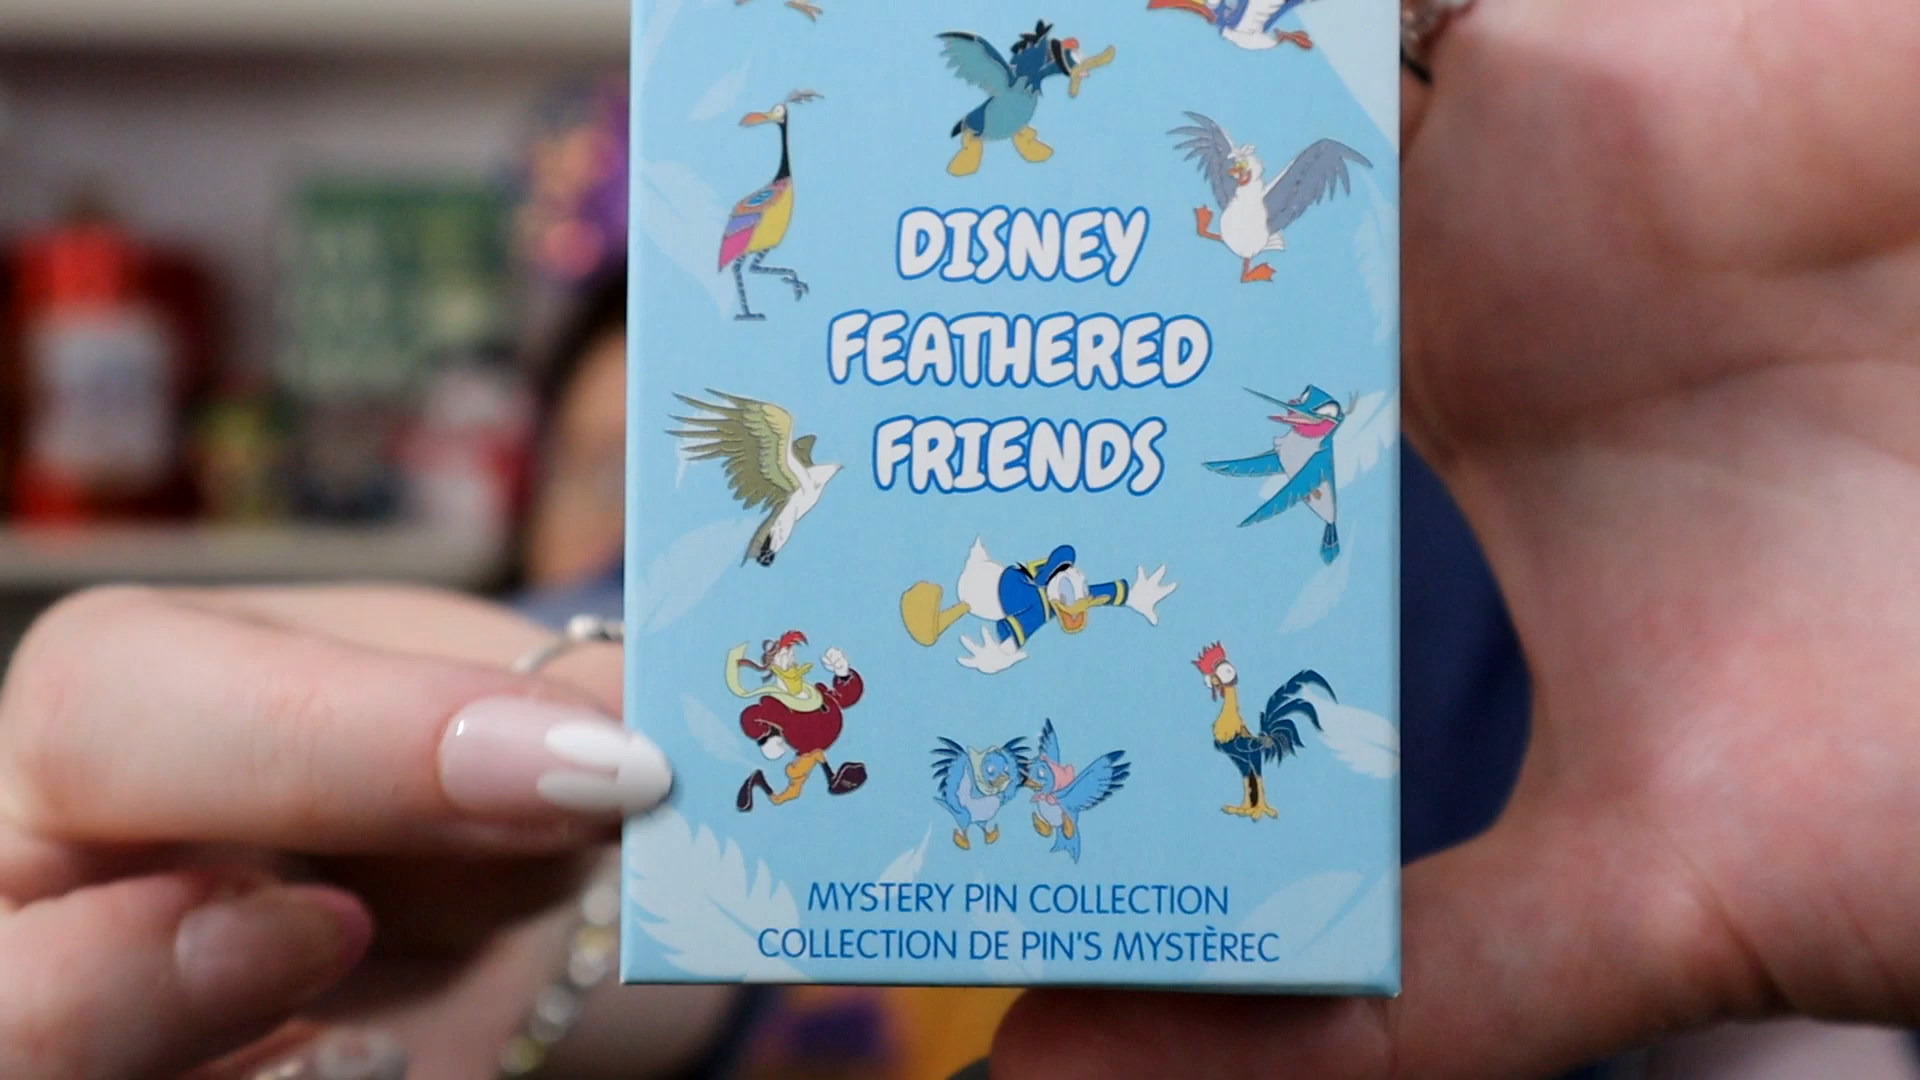 DISNEY
FEATHERED
FRIENDS
MYSTERY PIN COLLECTION
COLLECTION DE PIN'S MYSTÈREC